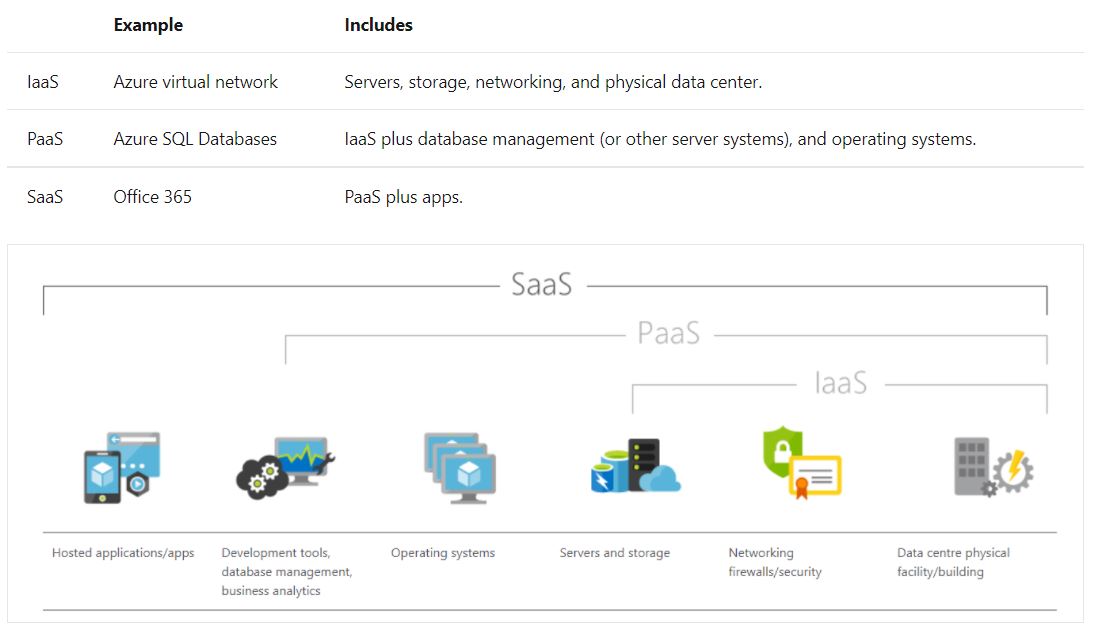 Example Includes
IaaS Azure virtual network Servers, storage, networking, and physical data center.
PaaS Azure SQL Databases IaaS plus database management (or other server systems), and operating systems.
SaaS Office 365 PaaS plus apps.
SaaS
PaaS
IaaS
Hosted applications/apps
Development tools,
database management,
business analytics
Operating systems
Servers and storage
Networking
firewalls/security
Data centre physical
facility/building